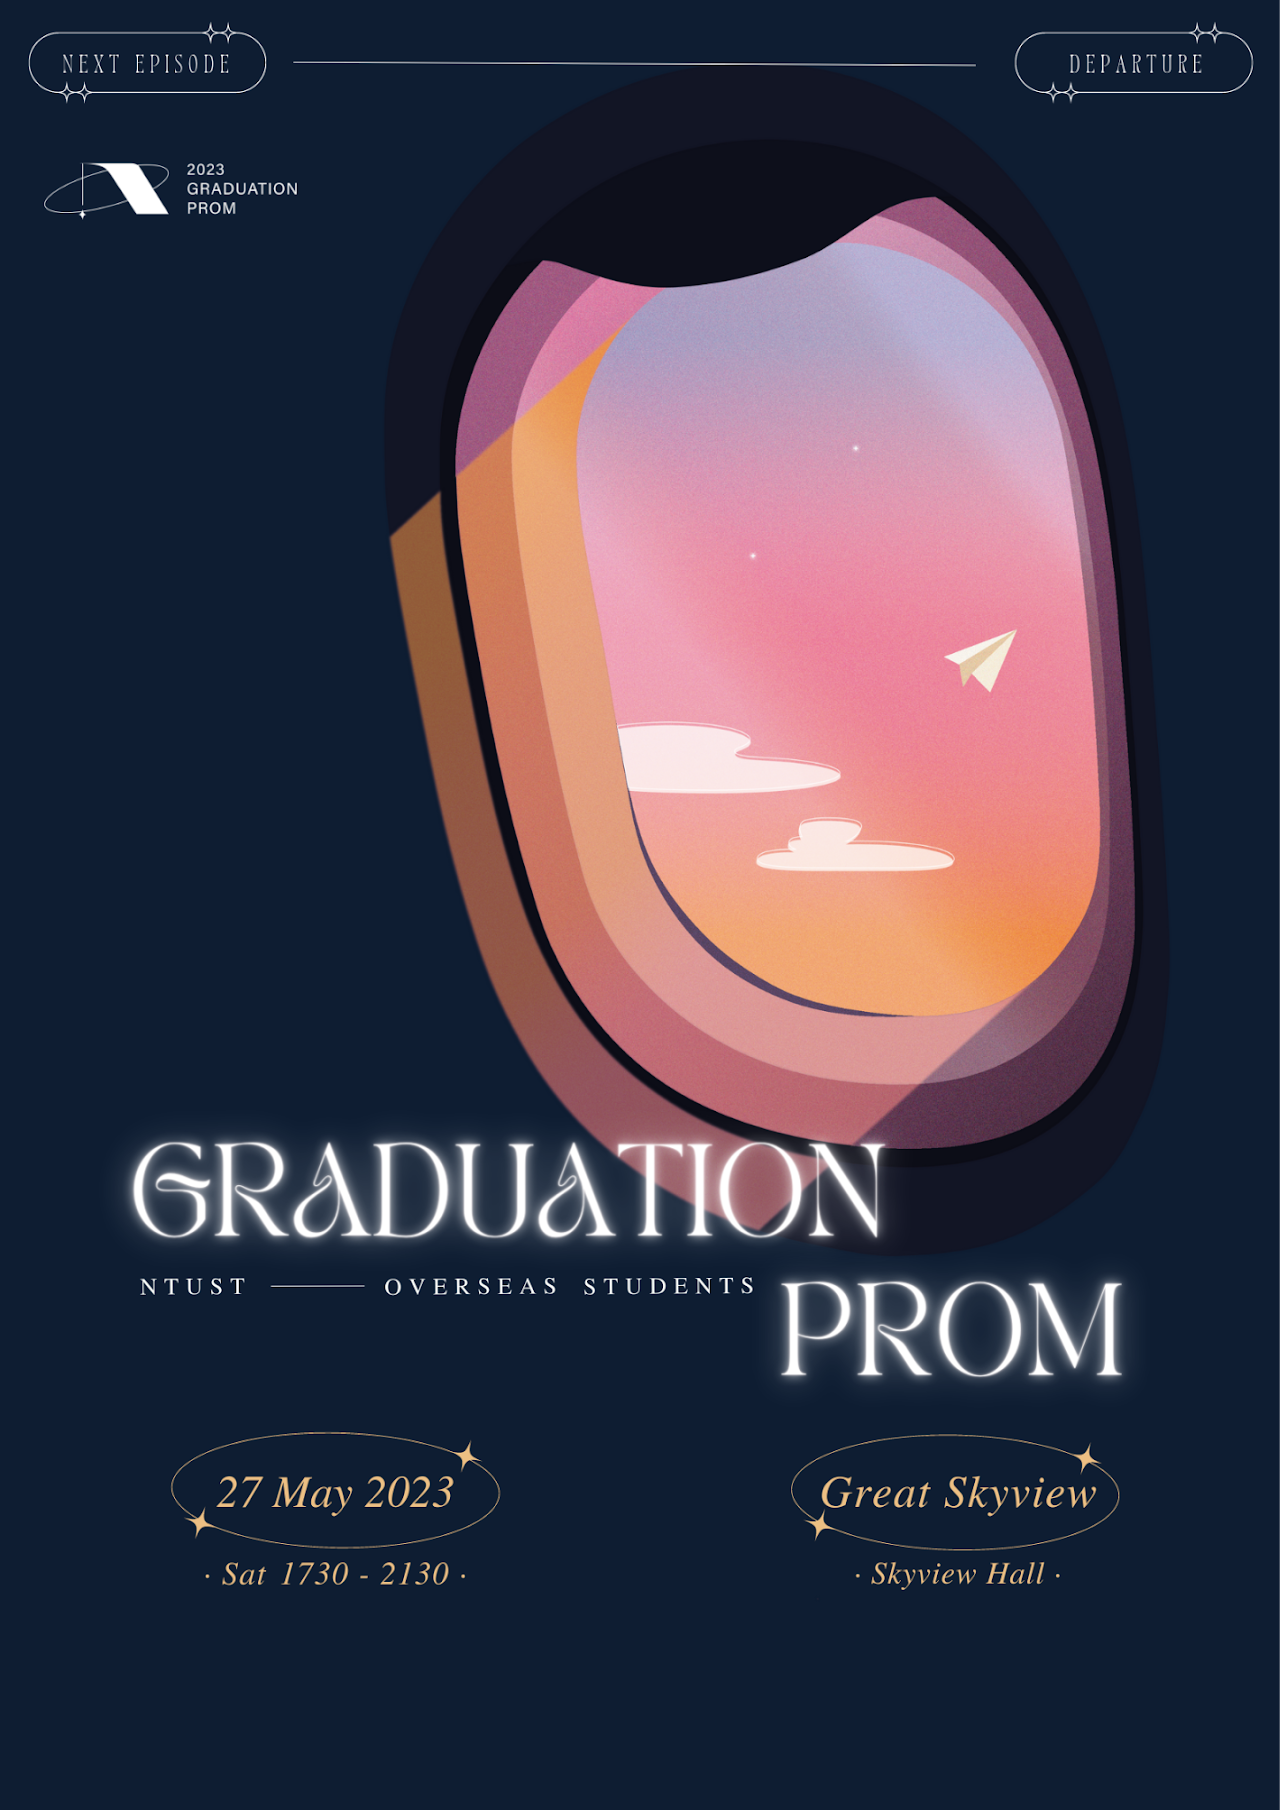 NEXT EPISODE
DEPARTURE
2023
GRADUATION
PROM
GRADUATION
NTUST — OVERSEAS STUDENTS
PROM
27 May 2023
· Sat 1730 - 2130 ·
Great Skyview
· Skyview Hall ·